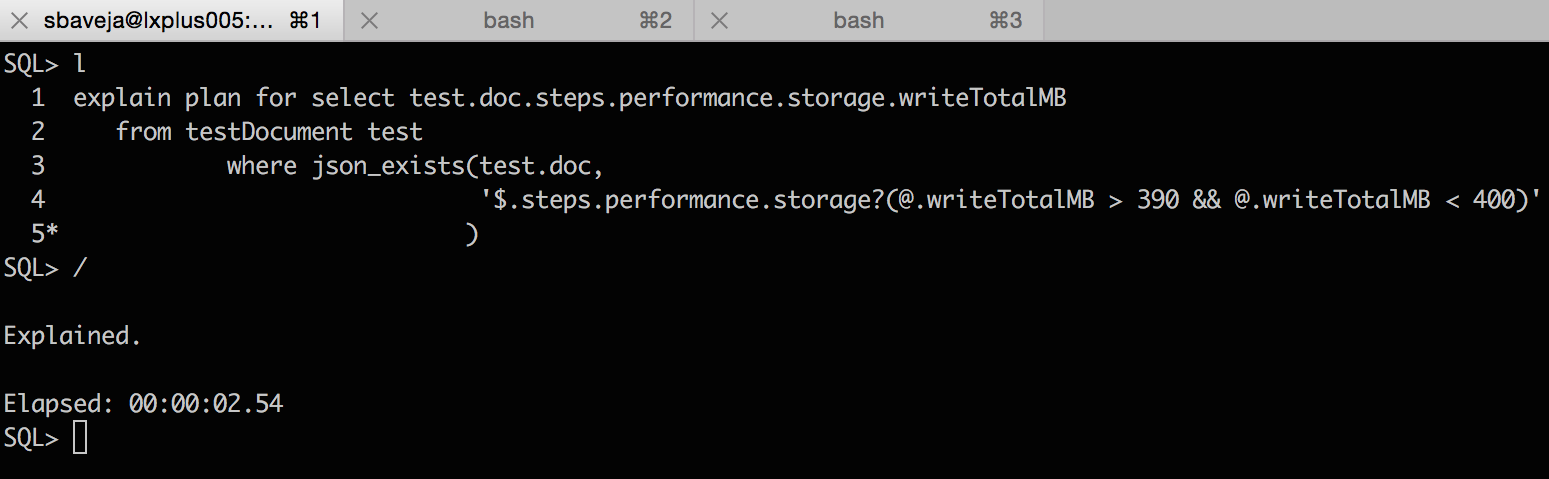 sbaveja@lxplus005:... ⌘1 bash ⌘2 bash ⌘3
SQL> l
  1  explain plan for select test.doc.steps.performance.storage.writeTotalMB
  2     from testDocument test
  3             where json_exists(test.doc,
  4                               '$.steps.performance.storage?(@.writeTotalMB > 390 && @.writeTotalMB < 400)'
  5*                             )
SQL> /
Explained.
Elapsed: 00:00:02.54
SQL>